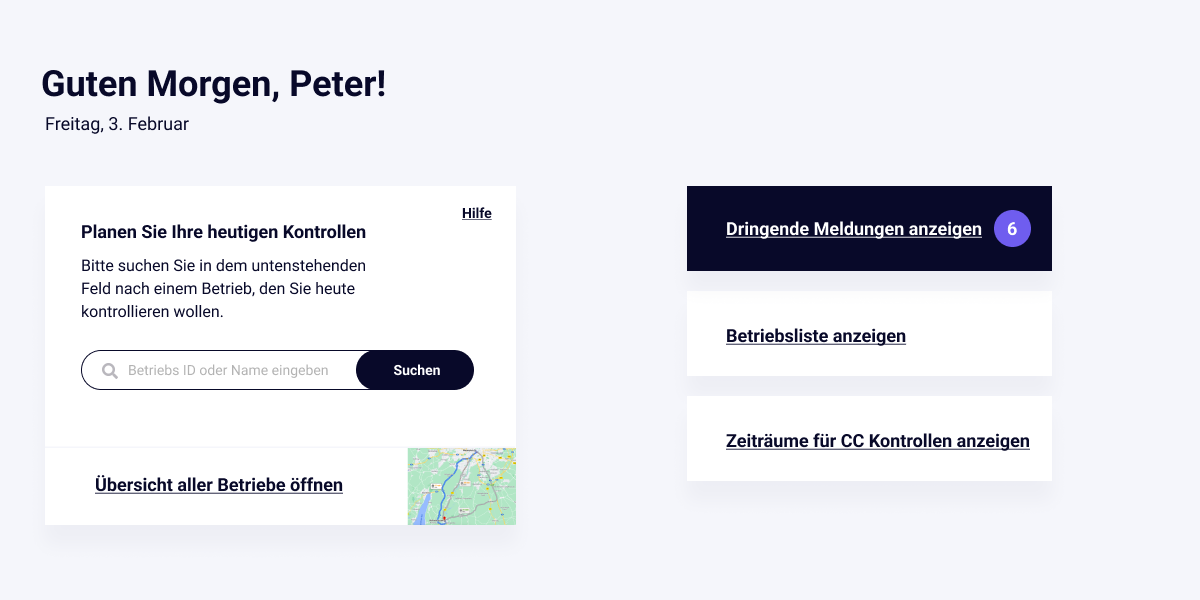 Guten Morgen, Peter!
Freitag, 3. Februar
Hilfe
Planen Sie Ihre heutigen Kontrollen
Bitte suchen Sie in dem untenstehenden
Feld nach einem Betrieb, den Sie heute
kontrollieren wollen.
Betriebs ID oder Name eingeben
Suchen
Übersicht aller Betriebe öffnen
Dringende Meldungen anzeigen 6
Betriebsliste anzeigen
Zeiträume für CC Kontrollen anzeigen